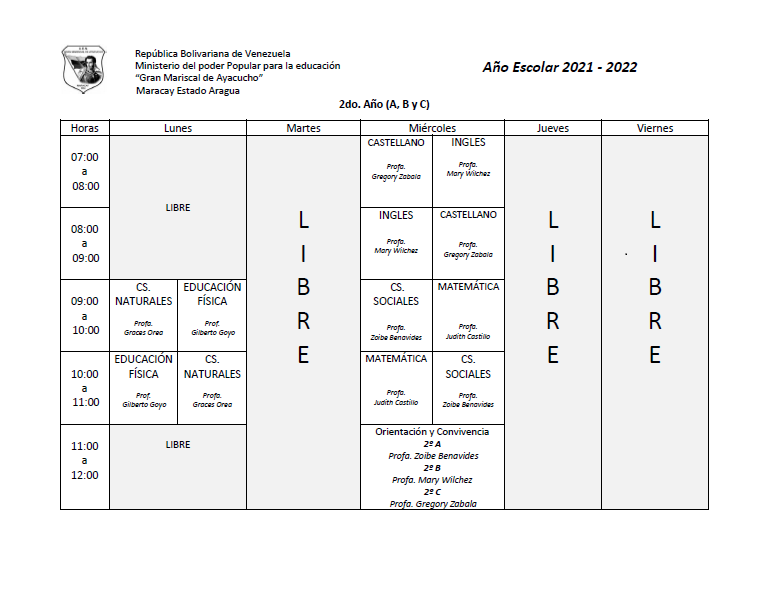 República Bolivariana de Venezuela
Ministerio del poder Popular para la educación
“Gran Mariscal de Ayacucho”
Maracay Estado Aragua
Año Escolar 2021 - 2022
2do. Año (A, B y C)
Horas Lunes Martes Miércoles Jueves Viernes
07:00
a
08:00
LIBRE
CASTELLANO
Profa.
Gregory Zabala
INGLES
Profa.
Mary Wilchez
08:00
a
09:00
INGLES
Profa.
Mary Wilchez
CASTELLANO
Profa.
Gregory Zabala
09:00
a
10:00
CS.
NATURALES
Profa.
Graces Orea
EDUCACIÓN
FÍSICA
Prof.
Gilberto Goyo
CS.
SOCIALES
Profa.
Zoibe Benavides
MATEMÁTICA
Profa.
Judith Castillo
10:00
a
11:00
EDUCACIÓN
FÍSICA
Prof.
Gilberto Goyo
CS.
NATURALES
Profa.
Graces Orea
MATEMÁTICA
Profa.
Judith Castillo
CS.
SOCIALES
Profa.
Zoibe Benavides
11:00
a
12:00
LIBRE
Orientación y Convivencia
2º A
Profa. Zoibe Benavides
2º B
Profa. Mary Wilchez
2º C
Profa. Gregory Zabala
L
I
B
R
E
L
I
B
R
E
L
I
B
R
E